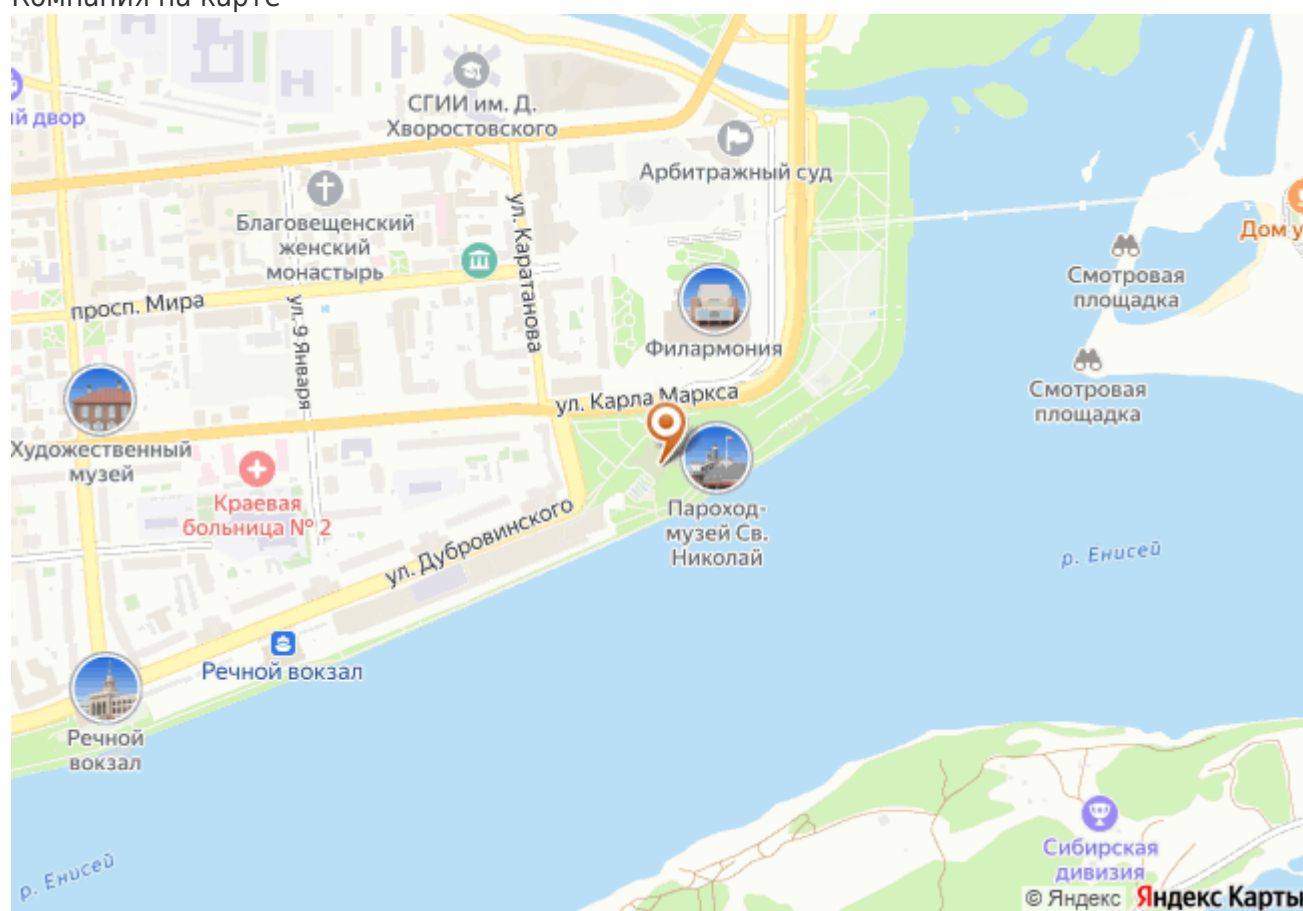 Компания на карте
СГИИ им. Д.
Хворостовского
й двор
Арбитражный суд
Благовещенский
женский
монастырь
ул. Каратанова
Дом у
Смотровая
площадка
просп. Мира
ул. 9 Января
Филармония
Смотровая
площадка
ул. Карла Маркса
Художественный
музей
Краевая
больница № 2
Пароход-
музей Св.
Николай
ул. Дубровинского
р. Енисей
Речной вокзал
Речной
вокзал
Сибирская
дивизия
р. Енисей
© Яндекс Яндекс Карты